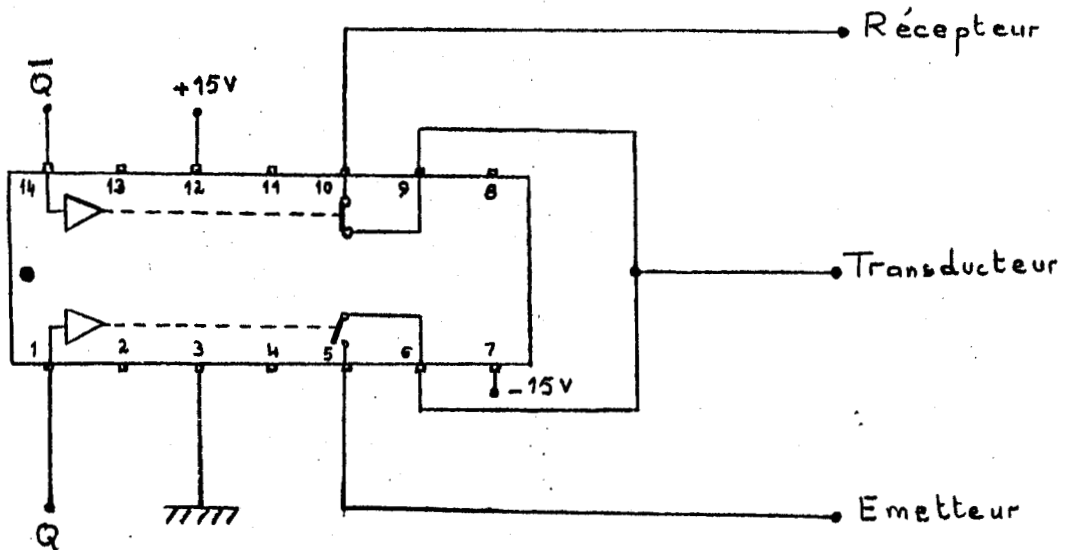 Récepteur
Q̅
+15V
14 13 12 11 10 9 8
Transducteur
1 2 3 4 5 6 7
-15V
Emetteur
Q